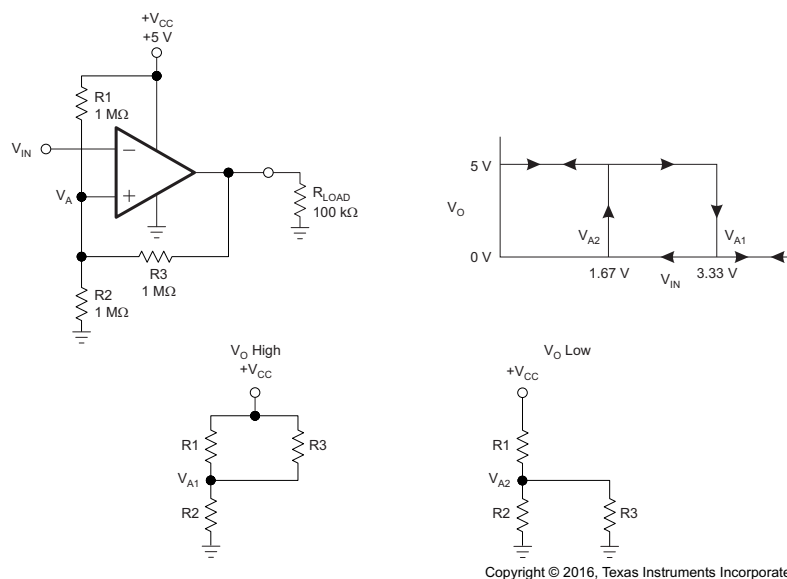 +VCC
+5 V
R1
1 MΩ
VIN
VA
RLOAD
100 kΩ
R3
1 MΩ
R2
1 MΩ
5 V
VO
VA2
VA1
0 V
1.67 V
VIN
3.33 V
VO High
+VCC
R1
R3
VA1
R2
VO Low
+VCC
R1
VA2
R2
R3
Copyright © 2016, Texas Instruments Incorporate